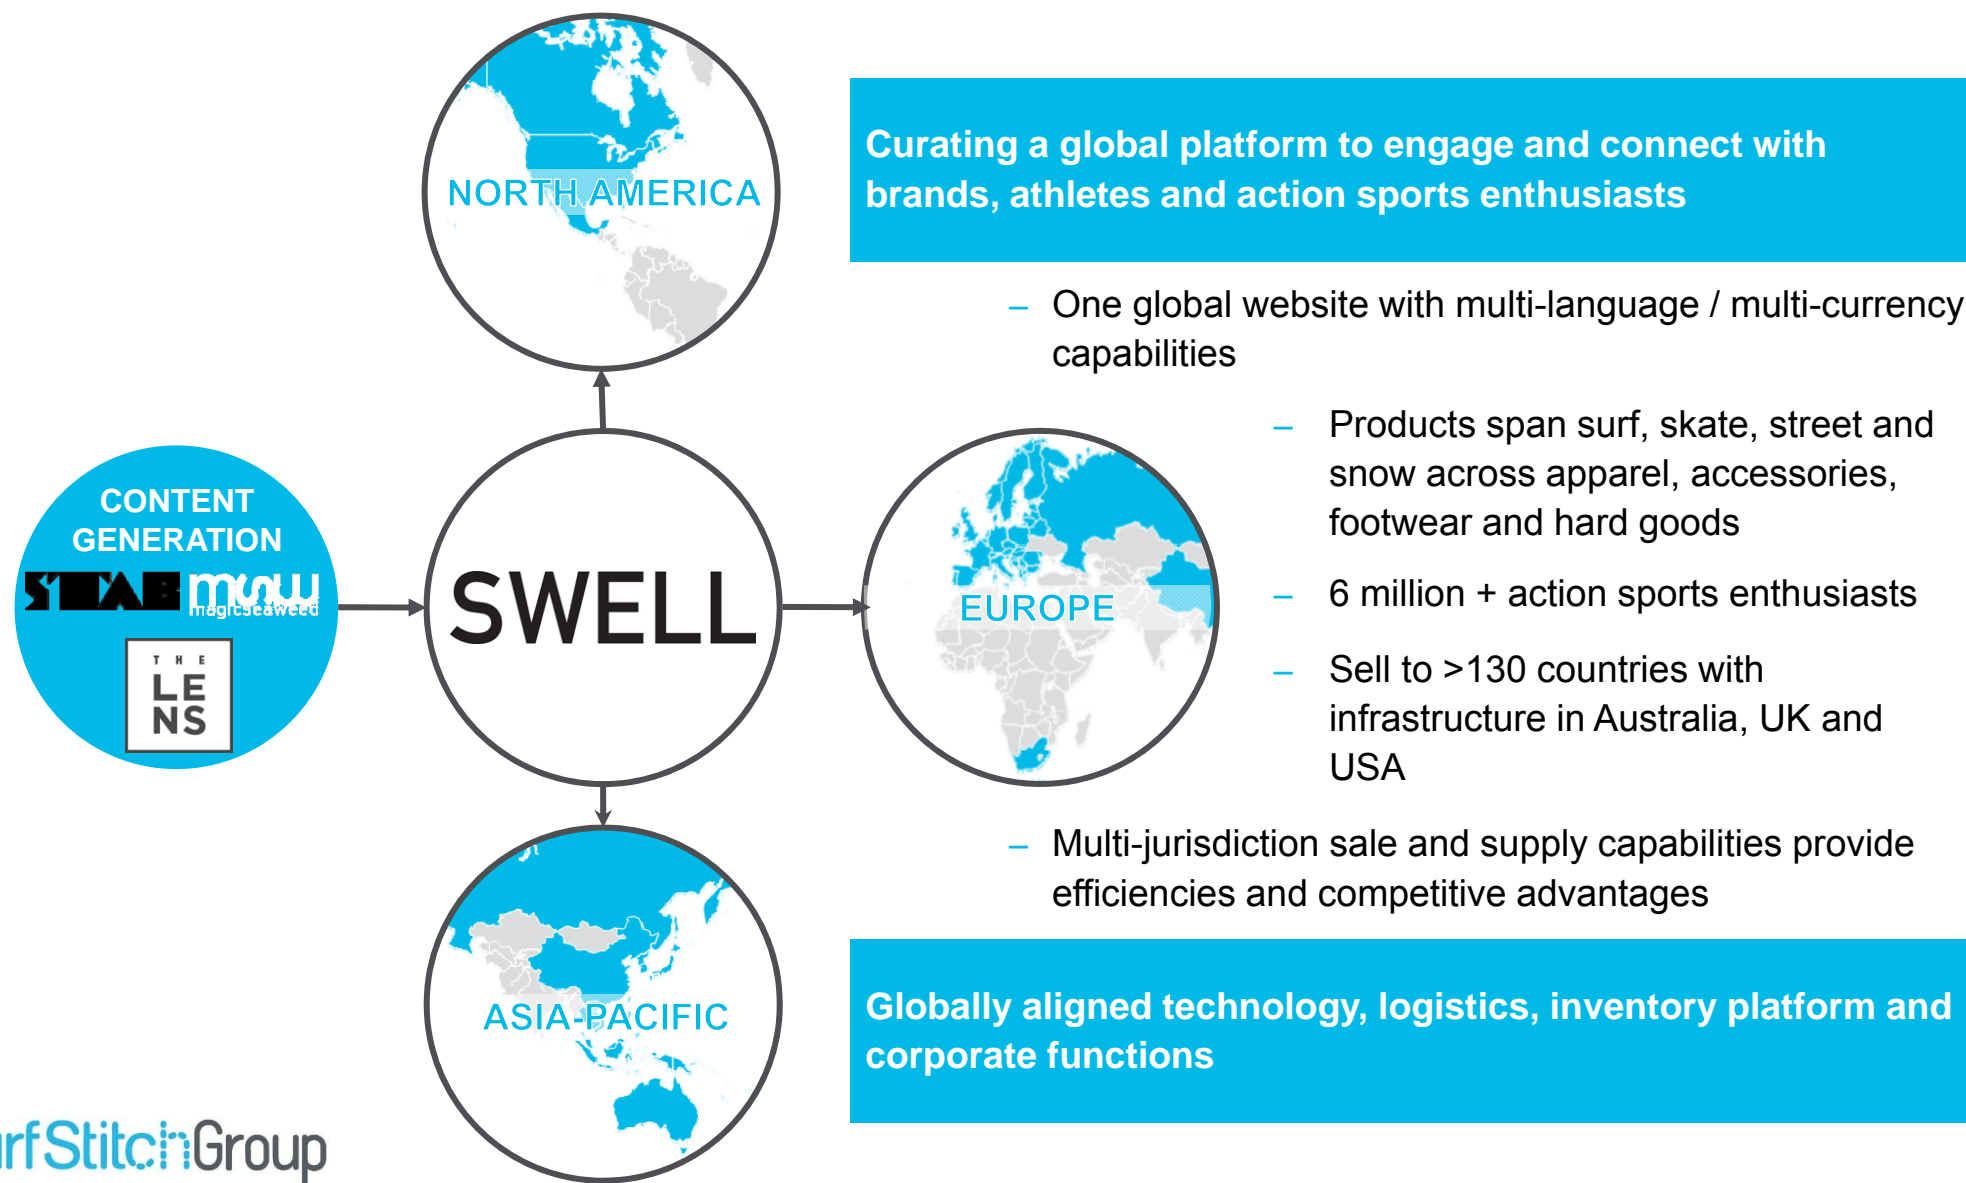 NORTH AMERICA
Curating a global platform to engage and connect with
brands, athletes and action sports enthusiasts
– One global website with multi-language / multi-currency
capabilities
– Products span surf, skate, street and
snow across apparel, accessories,
footwear and hard goods
– 6 million + action sports enthusiasts
– Sell to >130 countries with
infrastructure in Australia, UK and
USA
– Multi-jurisdiction sale and supply capabilities provide
efficiencies and competitive advantages
CONTENT
GENERATION
STAB
msw
magicseaweed
THE
LE
NS
SWELL
EUROPE
ASIA-PACIFIC
Globally aligned technology, logistics, inventory platform and
corporate functions
urfStitchGroup